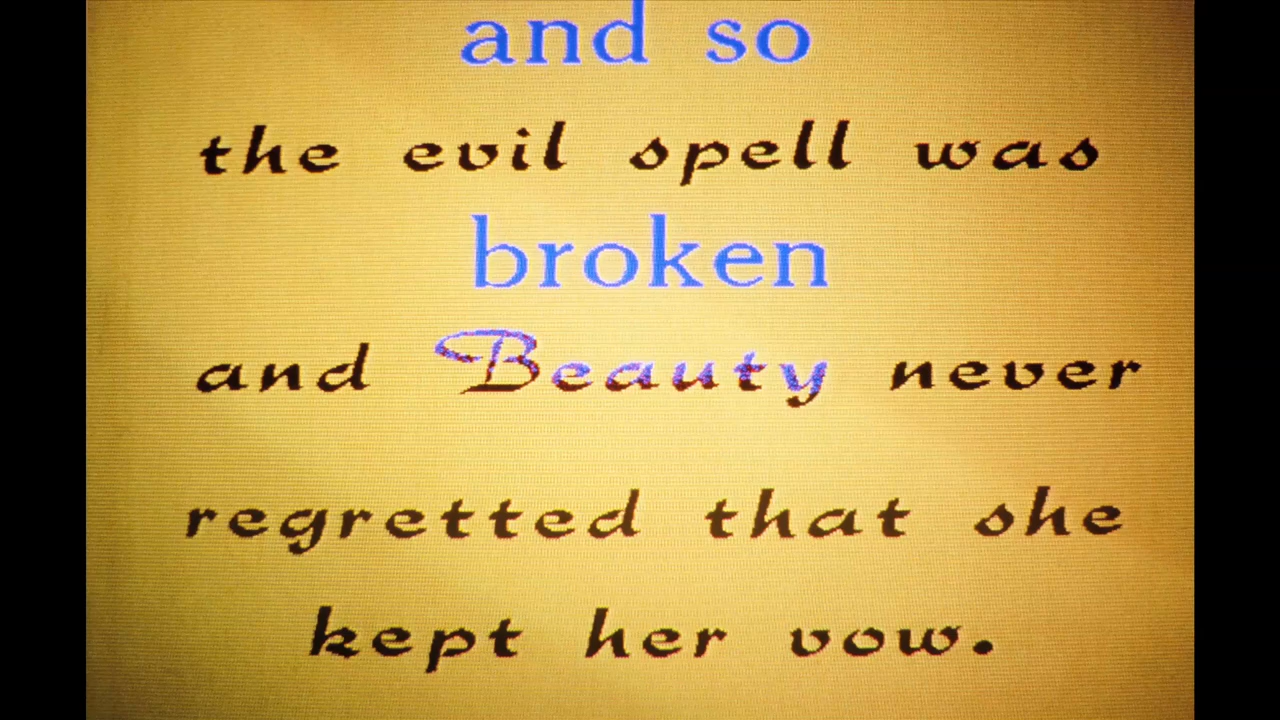 and so
the evil spell was
broken
and Beauty never
regretted that she
kept her vow.